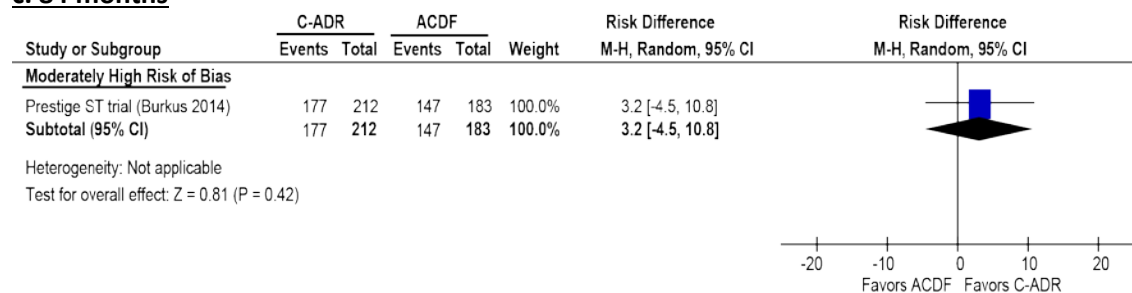 c. 84 months
C-ADR ACDF Risk Difference Risk Difference
Study or Subgroup Events Total Events Total Weight M-H, Random, 95% CI M-H, Random, 95% CI
Moderately High Risk of Bias
Prestige ST trial (Burkus 2014) 177 212 147 183 100.0% 3.2 [-4.5, 10.8]
Subtotal (95% CI) 177 212 147 183 100.0% 3.2 [-4.5, 10.8]
Heterogeneity: Not applicable
Test for overall effect: Z = 0.81 (P = 0.42)
-20 -10 0 10 20
Favors ACDF Favors C-ADR